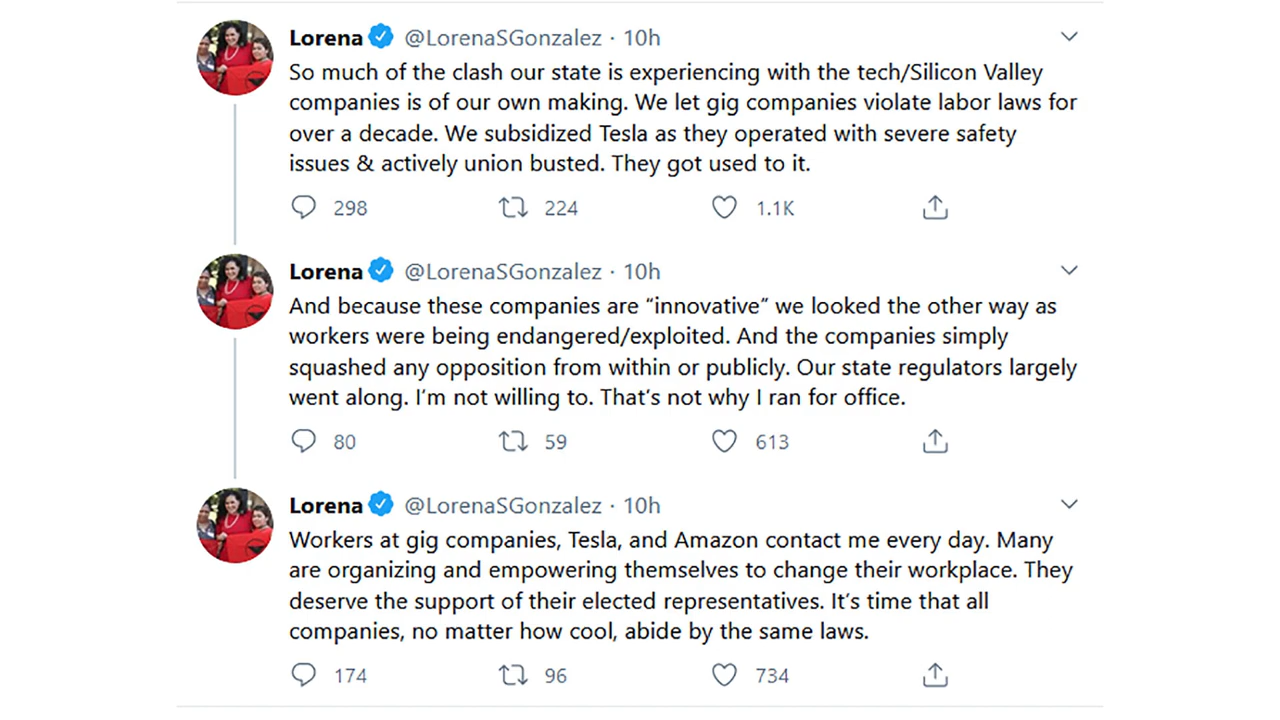 Lorena @LorenaSGonzalez · 10h
So much of the clash our state is experiencing with the tech/Silicon Valley
companies is of our own making. We let gig companies violate labor laws for
over a decade. We subsidized Tesla as they operated with severe safety
issues & actively union busted. They got used to it.
298 224 1.1K
Lorena @LorenaSGonzalez · 10h
And because these companies are “innovative” we looked the other way as
workers were being endangered/exploited. And the companies simply
squashed any opposition from within or publicly. Our state regulators largely
went along. I’m not willing to. That’s not why I ran for office.
80 59 613
Lorena @LorenaSGonzalez · 10h
Workers at gig companies, Tesla, and Amazon contact me every day. Many
are organizing and empowering themselves to change their workplace. They
deserve the support of their elected representatives. It’s time that all
companies, no matter how cool, abide by the same laws.
174 96 734